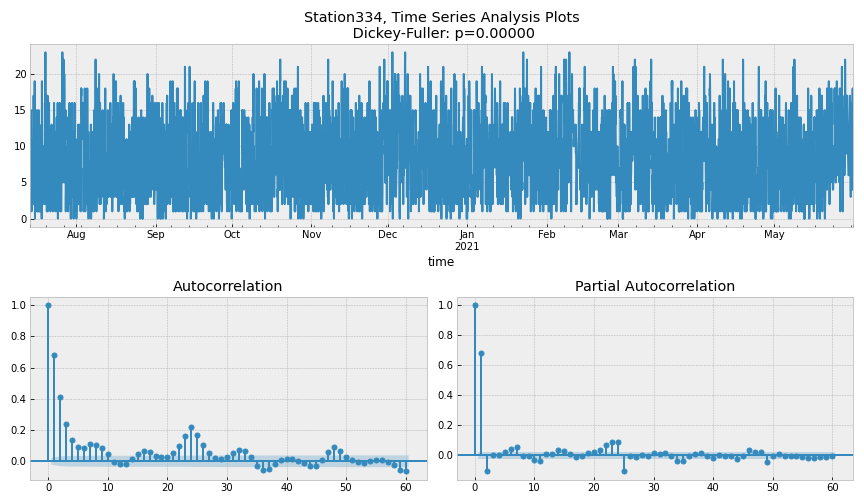 Station334, Time Series Analysis Plots
Dickey-Fuller: p=0.00000
20
15
10
5
0
Aug Sep Oct Nov Dec Jan Feb Mar Apr May
2021
time
Autocorrelation
1.0
0.8
0.6
0.4
0.2
0.0
0 10 20 30 40 50 60
Partial Autocorrelation
1.0
0.8
0.6
0.4
0.2
0.0
0 10 20 30 40 50 60